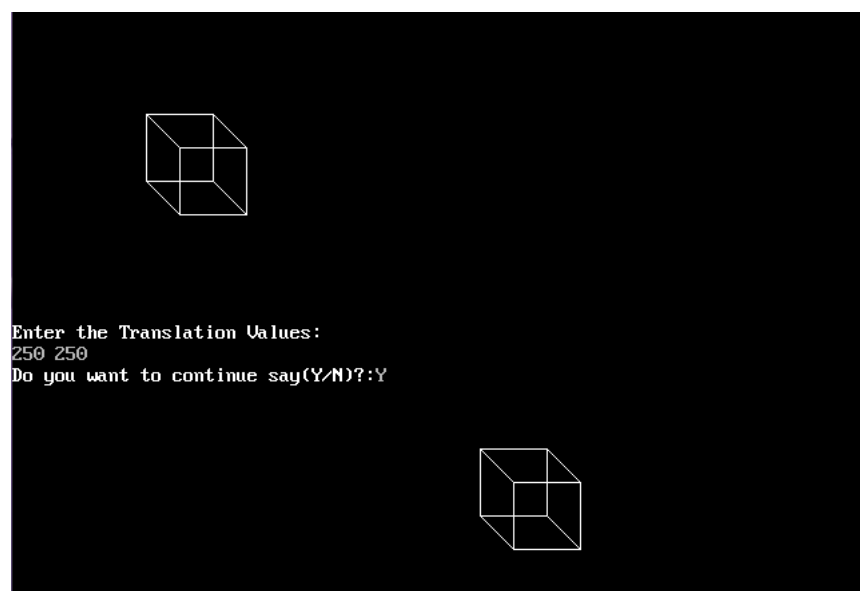 Enter the Translation Values:
250 250
Do you want to continue say(Y/N)?:Y